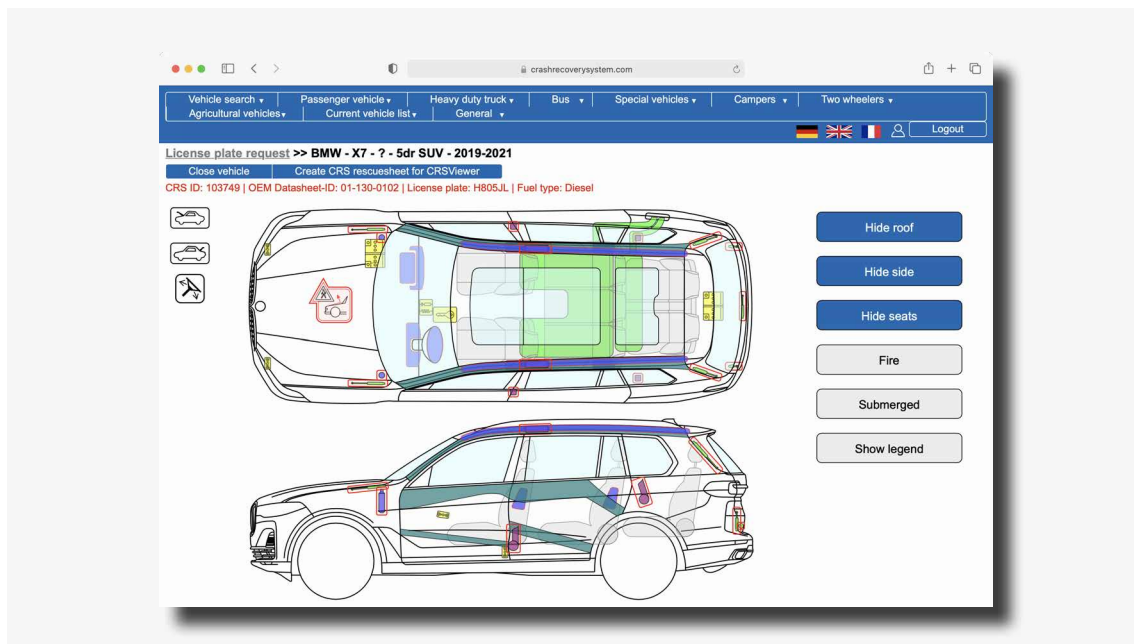 crashrecoverysystem.com
Vehicle search ▾ Passenger vehicle ▾ Heavy duty truck ▾ Bus ▾ Special vehicles ▾ Campers ▾ Two wheelers ▾
Agricultural vehicles ▾ Current vehicle list ▾ General ▾
Logout
License plate request >> BMW - X7 - ? - 5dr SUV - 2019-2021
Close vehicle Create CRS rescuesheet for CRSViewer
CRS ID: 103749 | OEM Datasheet-ID: 01-130-0102 | License plate: H805JL | Fuel type: Diesel
Hide roof
Hide side
Hide seats
Fire
Submerged
Show legend